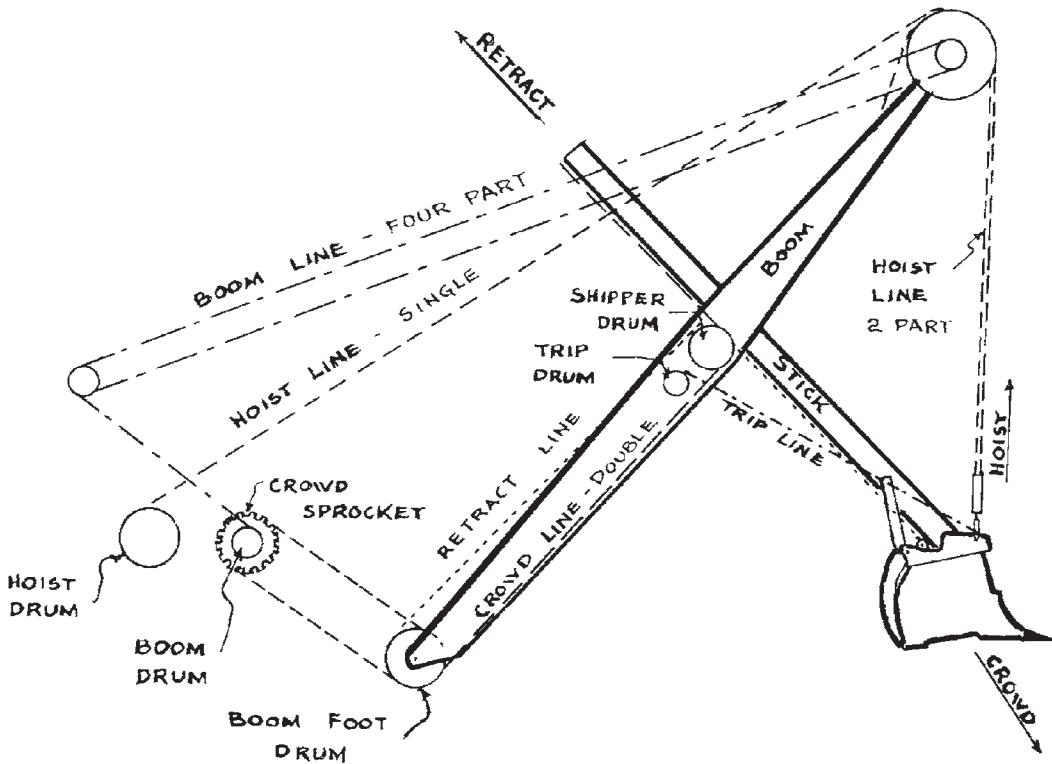 RETRACT
BOOM LINE - FOUR PART
HOIST LINE - SINGLE
BOOM
HOIST
LINE
2 PART
SHIPPER
DRUM
TRIP
DRUM
STICK
TRIP LINE
HOIST
RETRACT LINE
CROWD LINE - DOUBLE
CROWD
SPROCKET
HOIST
DRUM
BOOM
DRUM
BOOM FOOT
DRUM
CROWD